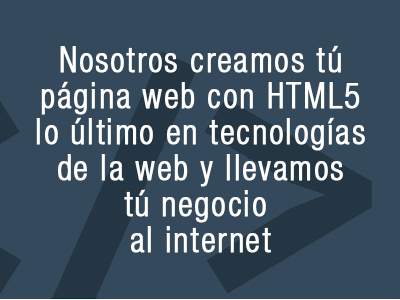 Nosotros creamos tú
página web con HTML5
lo último en tecnologías
de la web y llevamos
tú negocio
al internet